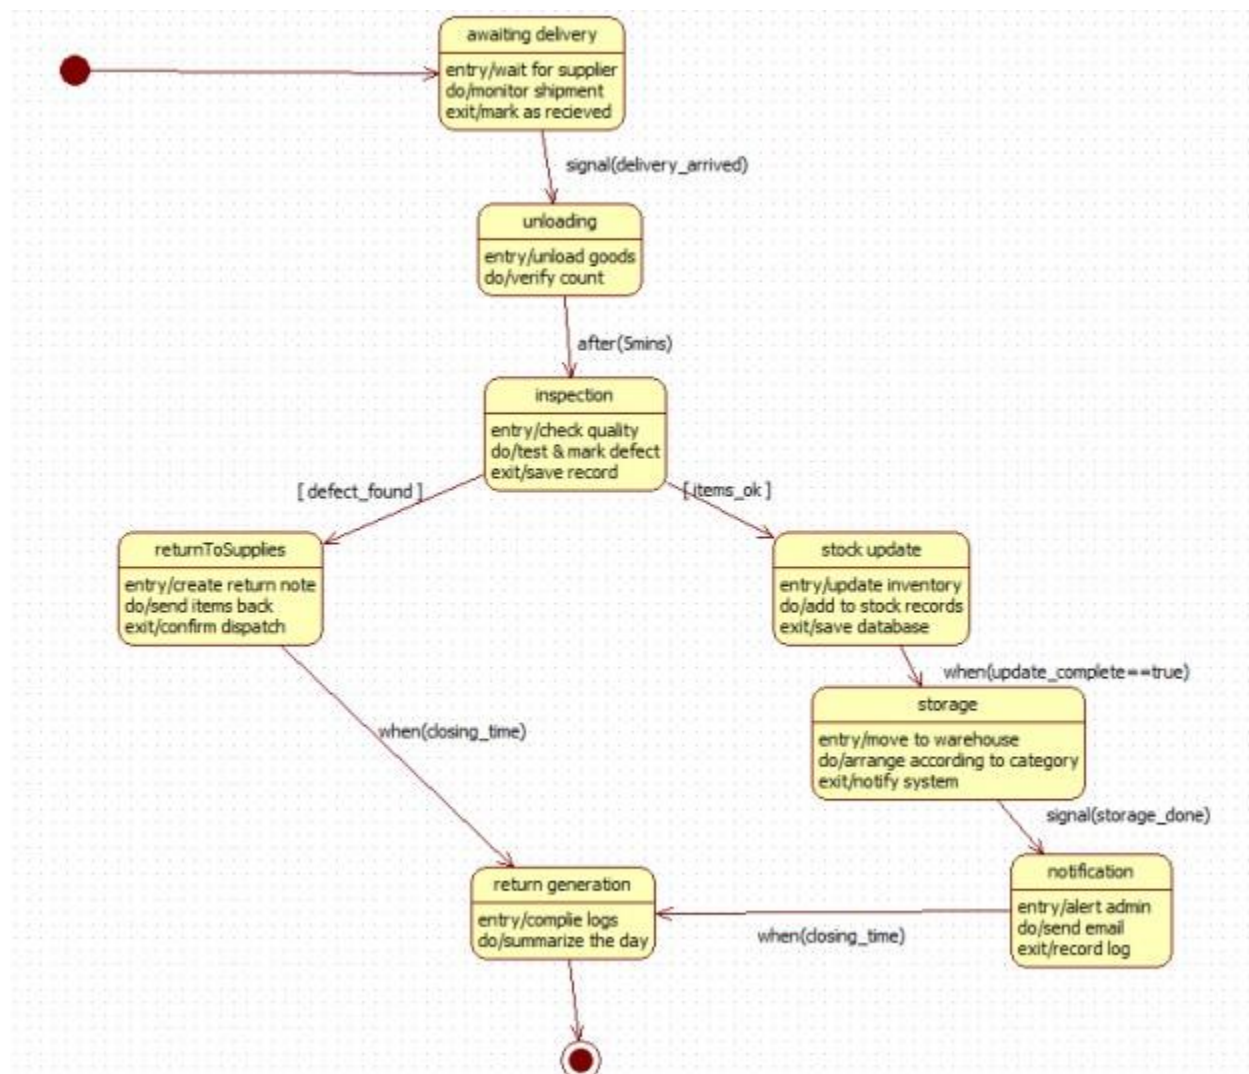 awaiting delivery
entry/wait for supplier
do/monitor shipment
exit/mark as recieved
signal(delivery_arrived)
unloading
entry/unload goods
do/verify count
after(5mins)
inspection
entry/check quality
do/test & mark defect
exit/save record
[ defect_found ]
[ items_ok ]
returnToSupplies
entry/create return note
do/send items back
exit/confirm dispatch
stock update
entry/update inventory
do/add to stock records
exit/save database
when(update_complete==true)
storage
entry/move to warehouse
do/arrange according to category
exit/notify system
when(closing_time)
signal(storage_done)
return generation
entry/complie logs
do/summarize the day
notification
entry/alert admin
do/send email
exit/record log
when(closing_time)